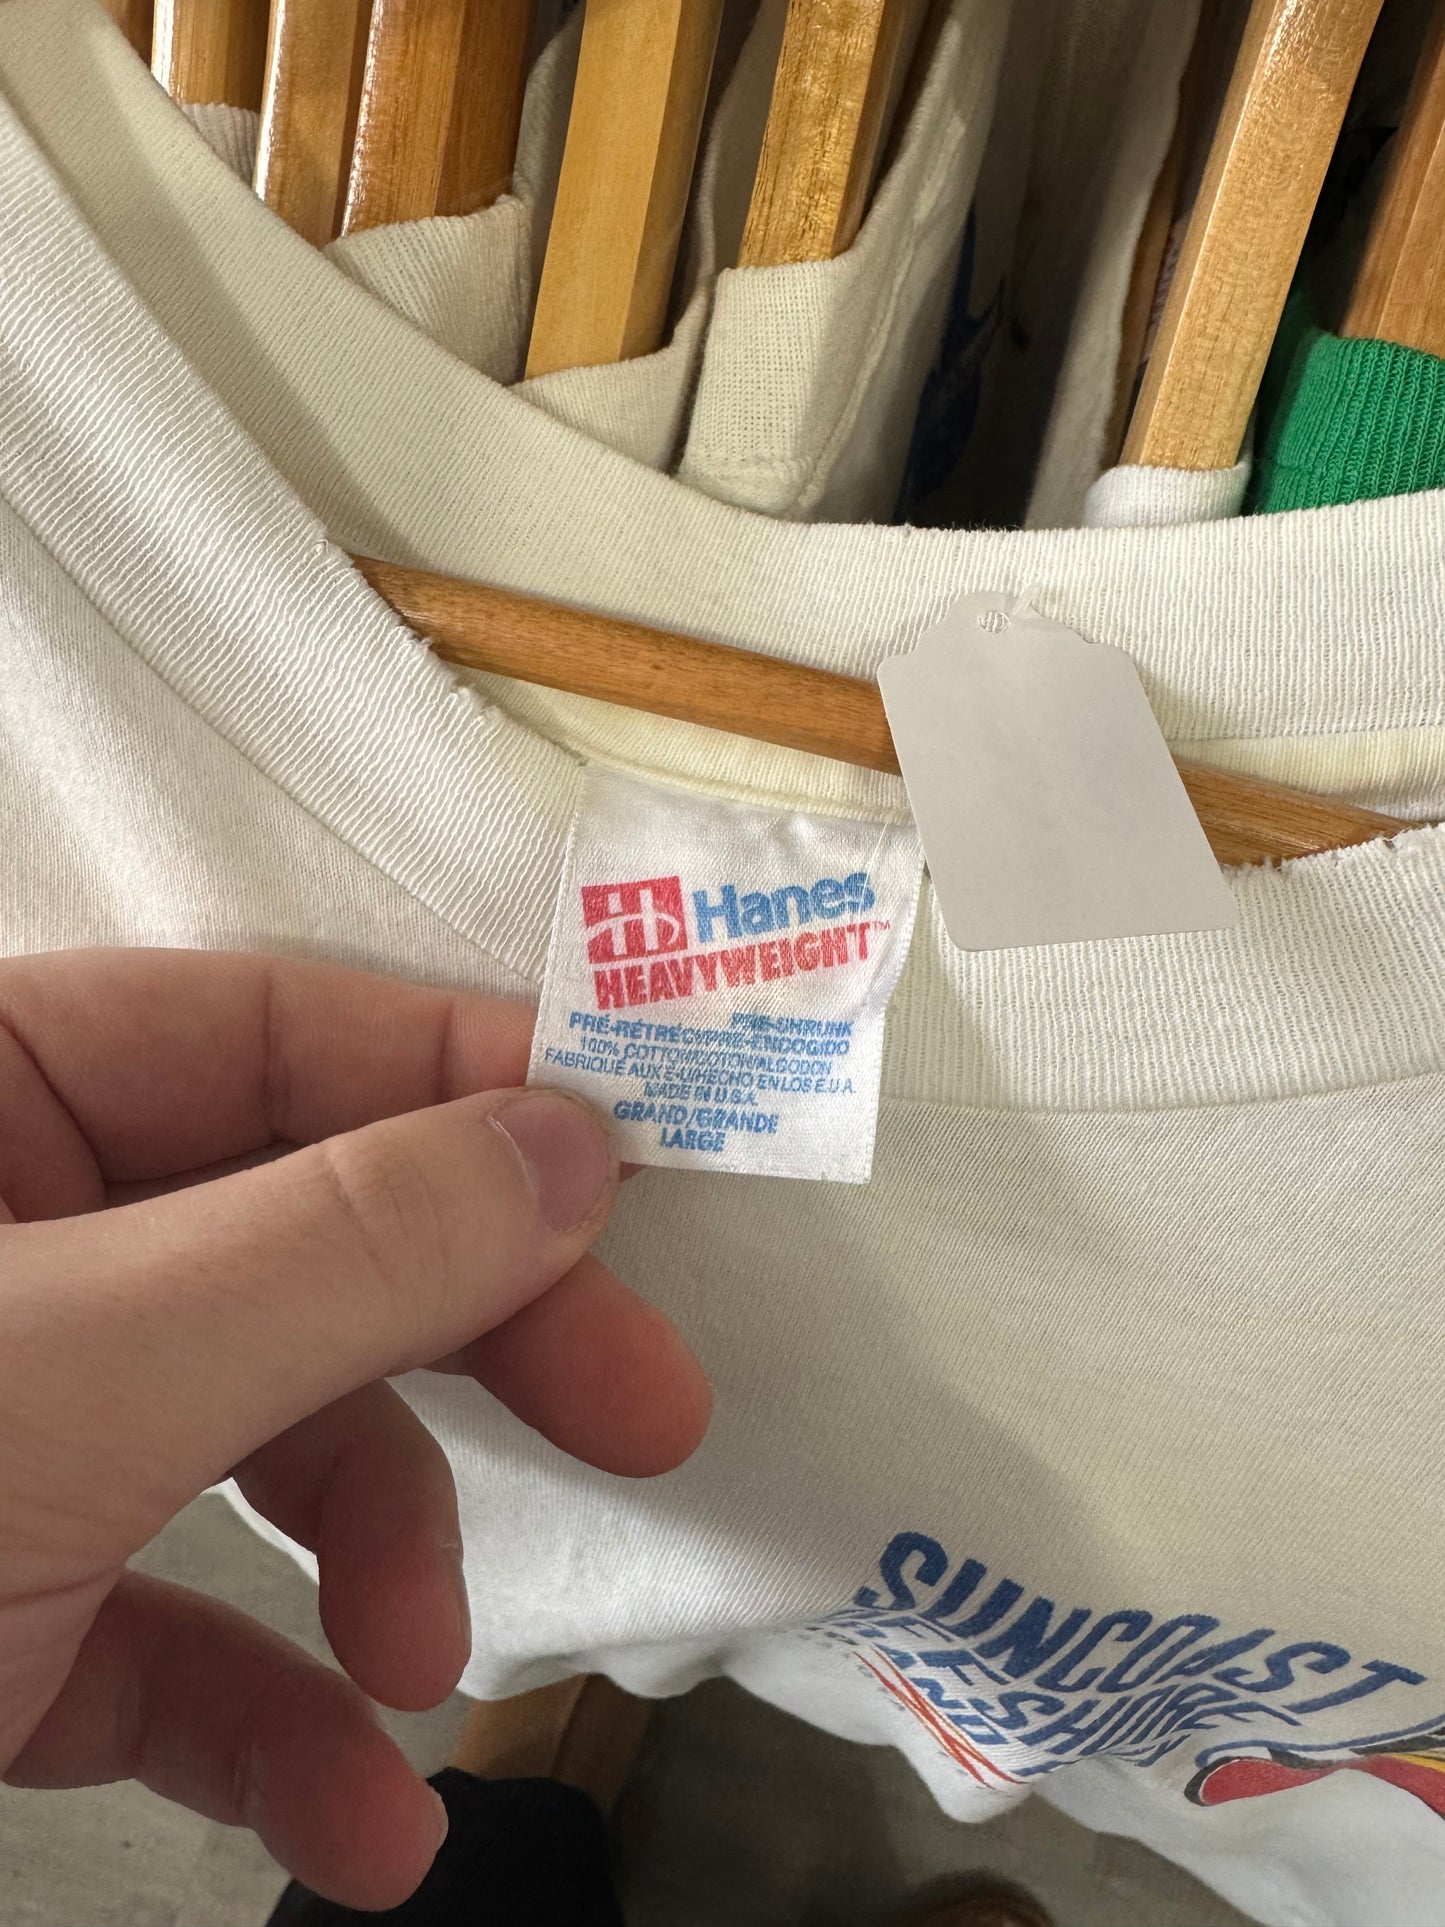 Hanes
HEAVYWEIGHT™
PRE-SHRUNK
PRÉ-RÉTRÉCI/PRE-ENCOGIDO
100% COTTON/COTON/ALGODON
FABRIQUÉ AUX É-U/HECHO EN LOS E.U.A.
MADE IN U.S.A.
GRAND/GRANDE
LARGE
SUNCOAST